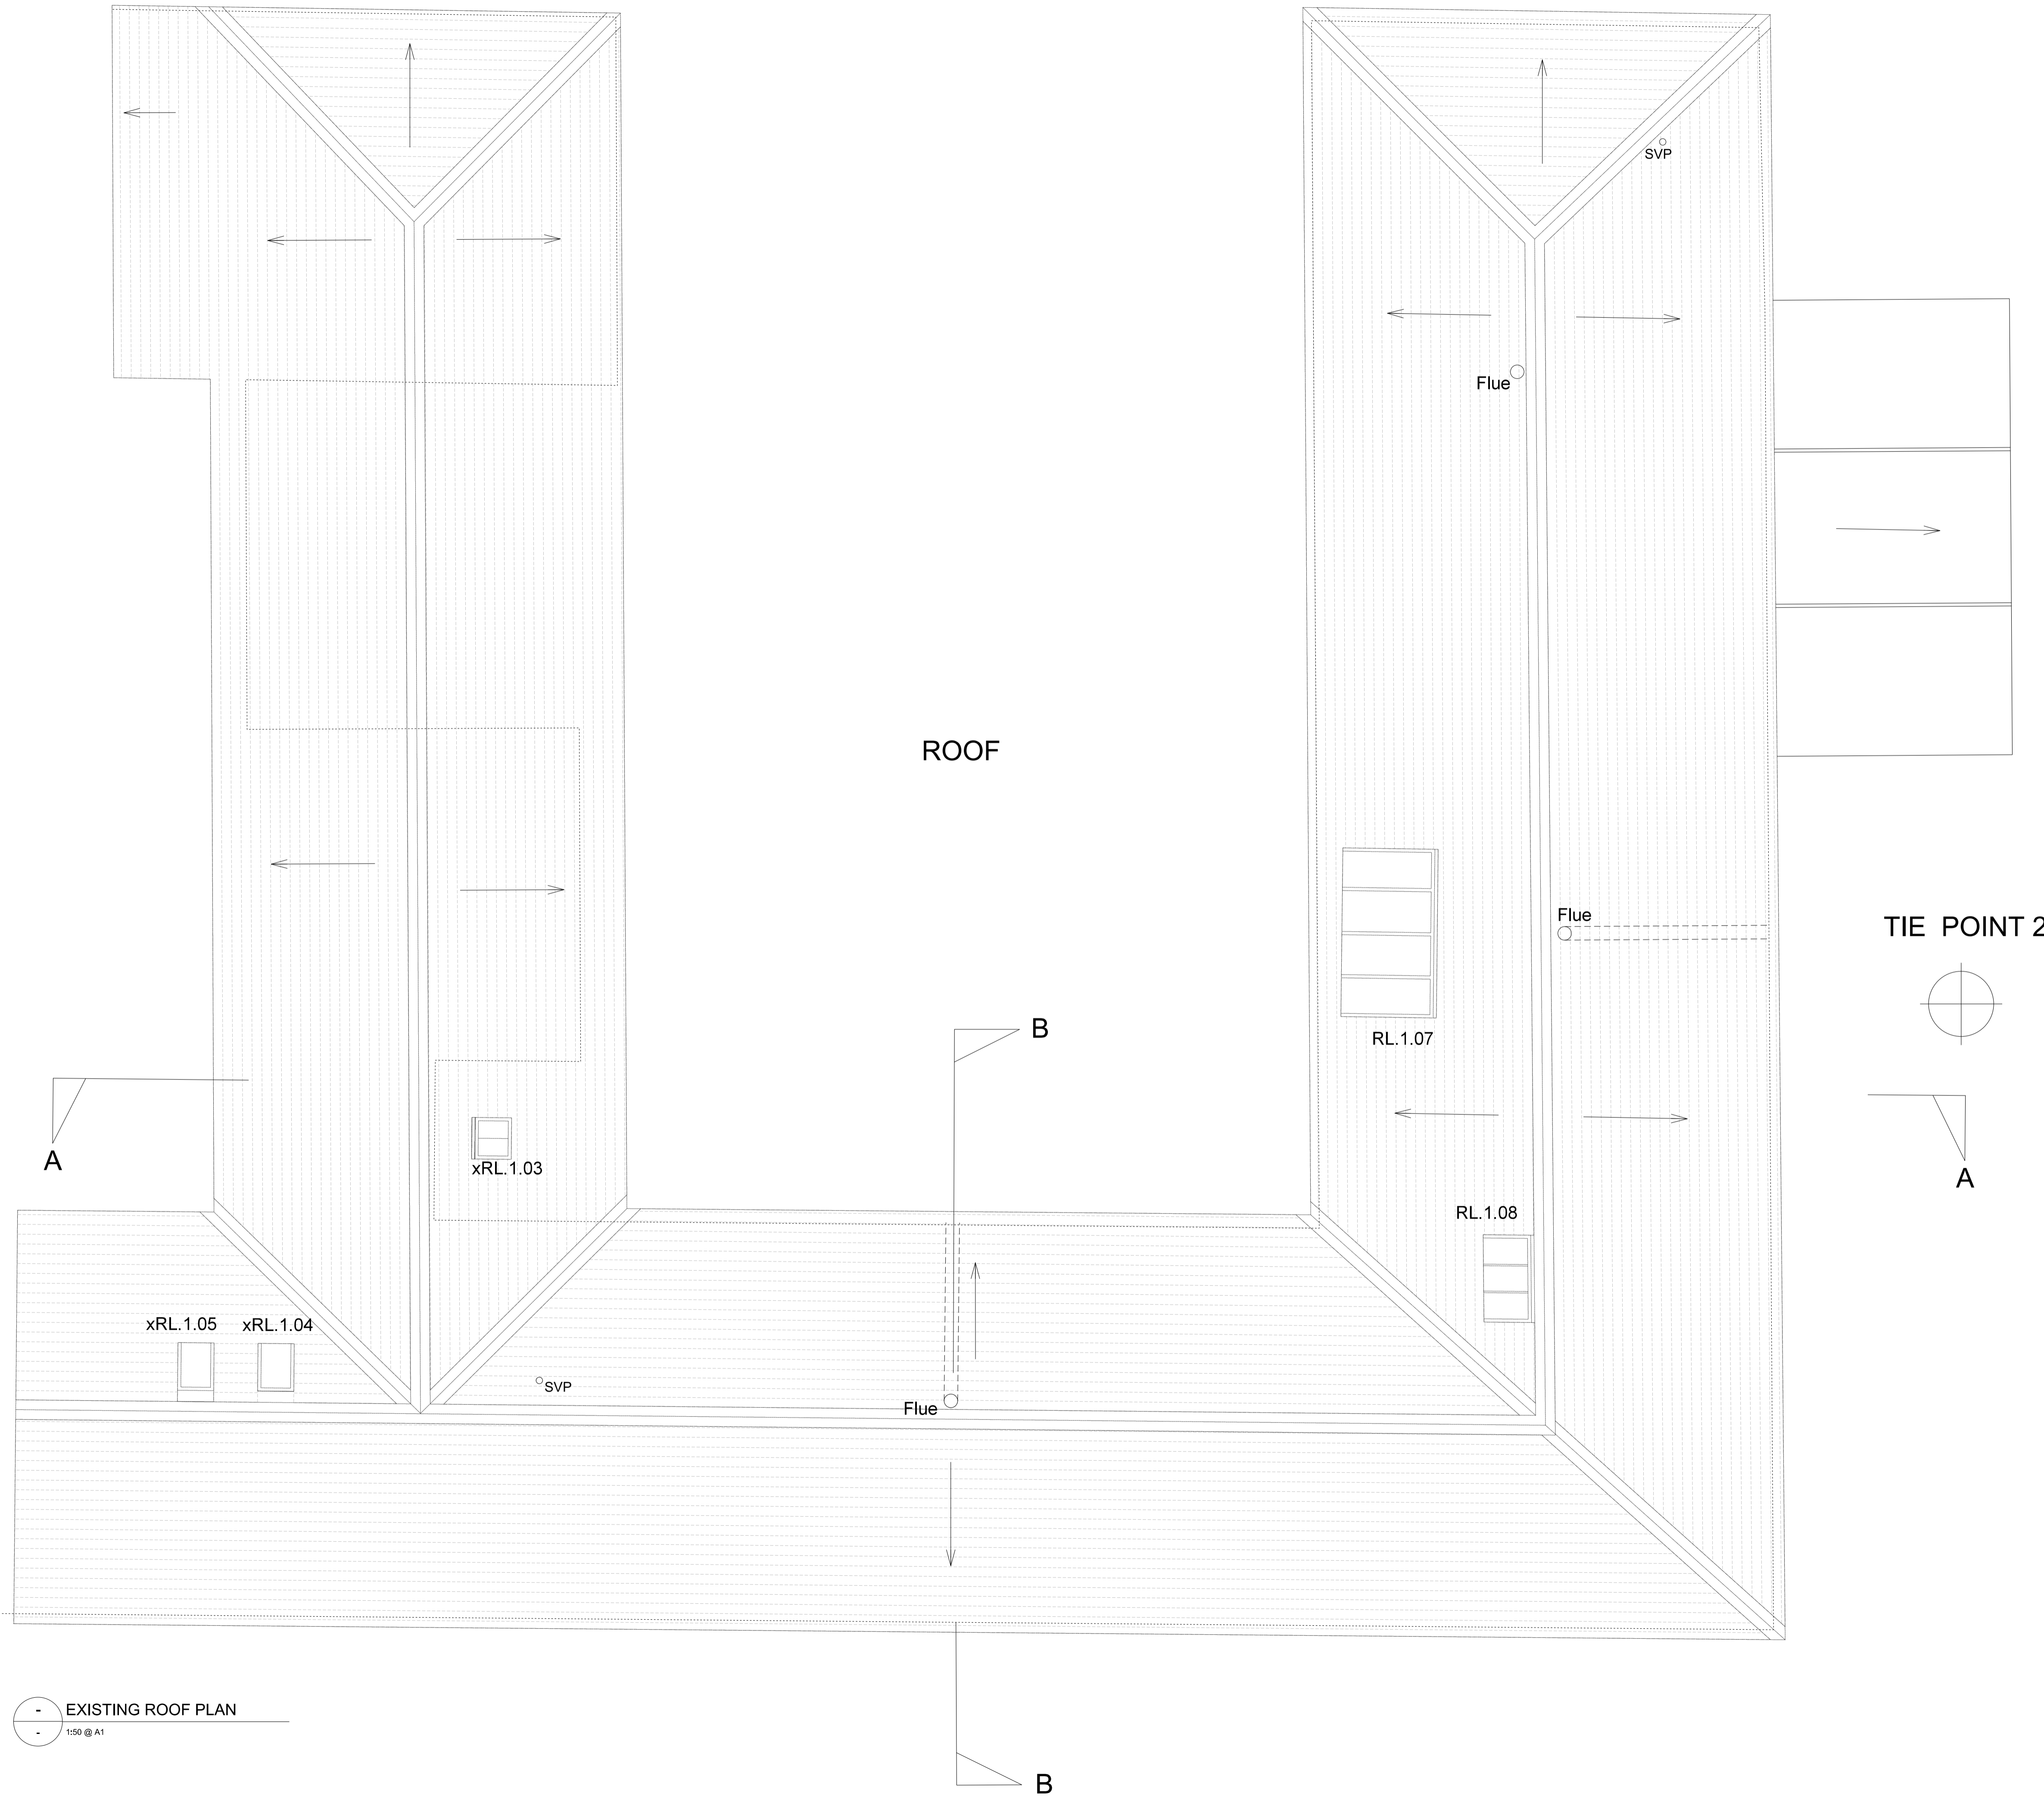 SVP
Flue
ROOF
Flue
TIE POINT 2
B
RL.1.07
A
xRL.1.03
A
RL.1.08
xRL.1.05
xRL.1.04
SVP
Flue
-
EXISTING ROOF PLAN
-
1:50 @ A1
B